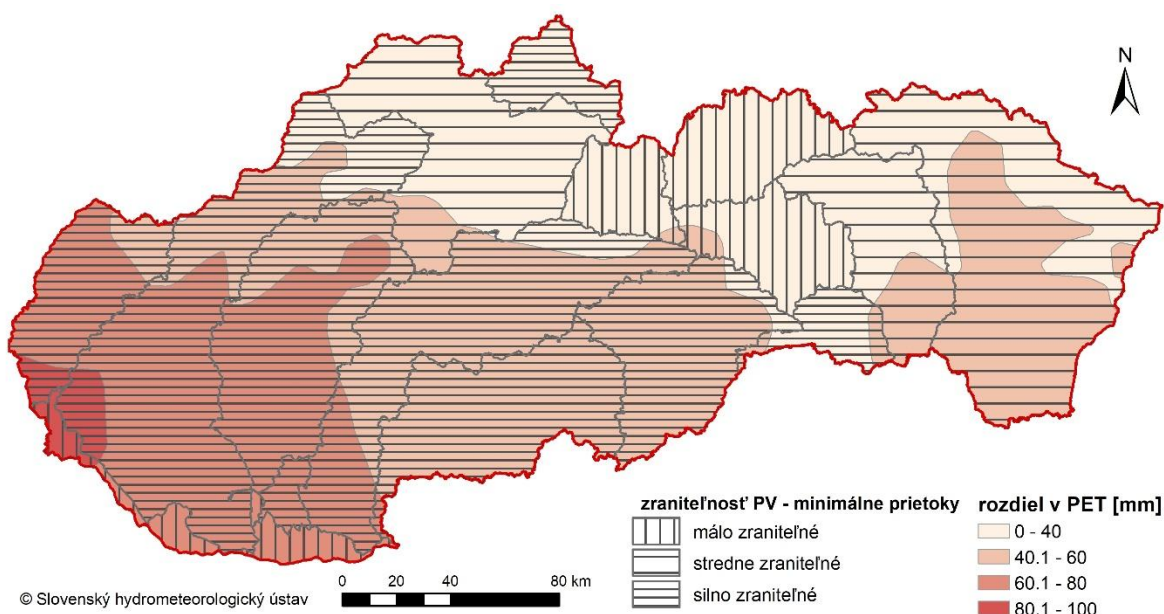 N
zraniteľnosť PV - minimálne prietoky
málo zraniteľné
stredne zraniteľné
silno zraniteľné
rozdiel v PET [mm]
0 - 40
40.1 - 60
60.1 - 80
80.1 - 100
© Slovenský hydrometeorologický ústav
0 20 40 80 km